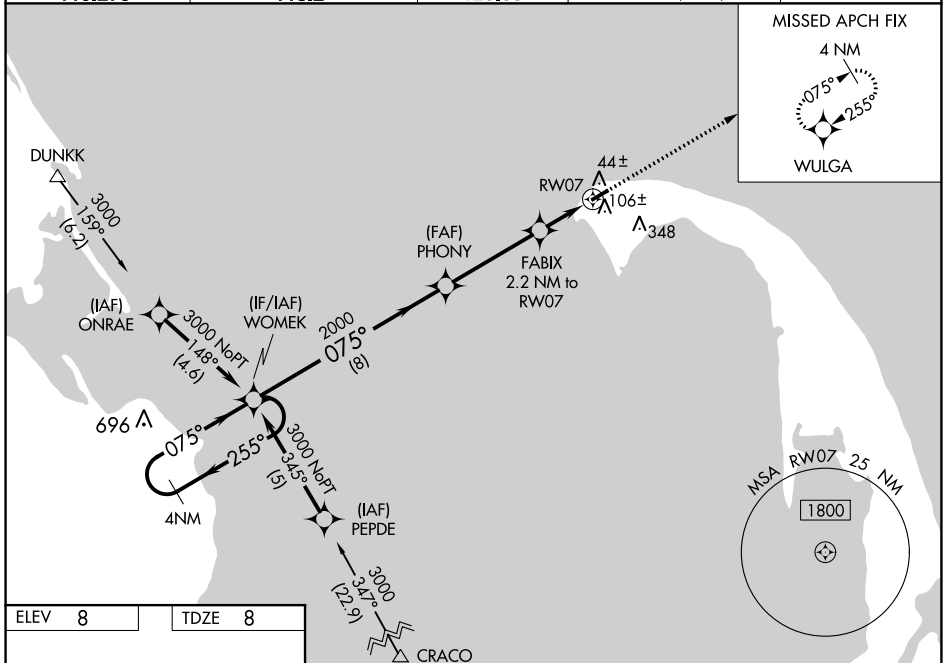 MISSED APCH FIX
4 NM
075°
255°
WULGA
DUNKK
3000
159°
(6.2)
44±
RW07
106±
348
(FAF)
PHONY
FABIX
2.2 NM to
RW07
(IAF)
ONRAE
(IF/IAF)
WOMEK
3000 NoPT
148°
(4.6)
2000
075°
(8)
696
075°
255°
4NM
3000 NoPT
345°
(5)
(IAF)
PEPDE
3000
347°
(22.9)
CRACO
MSA RW07 25 NM
1800
ELEV 8
TDZE 8